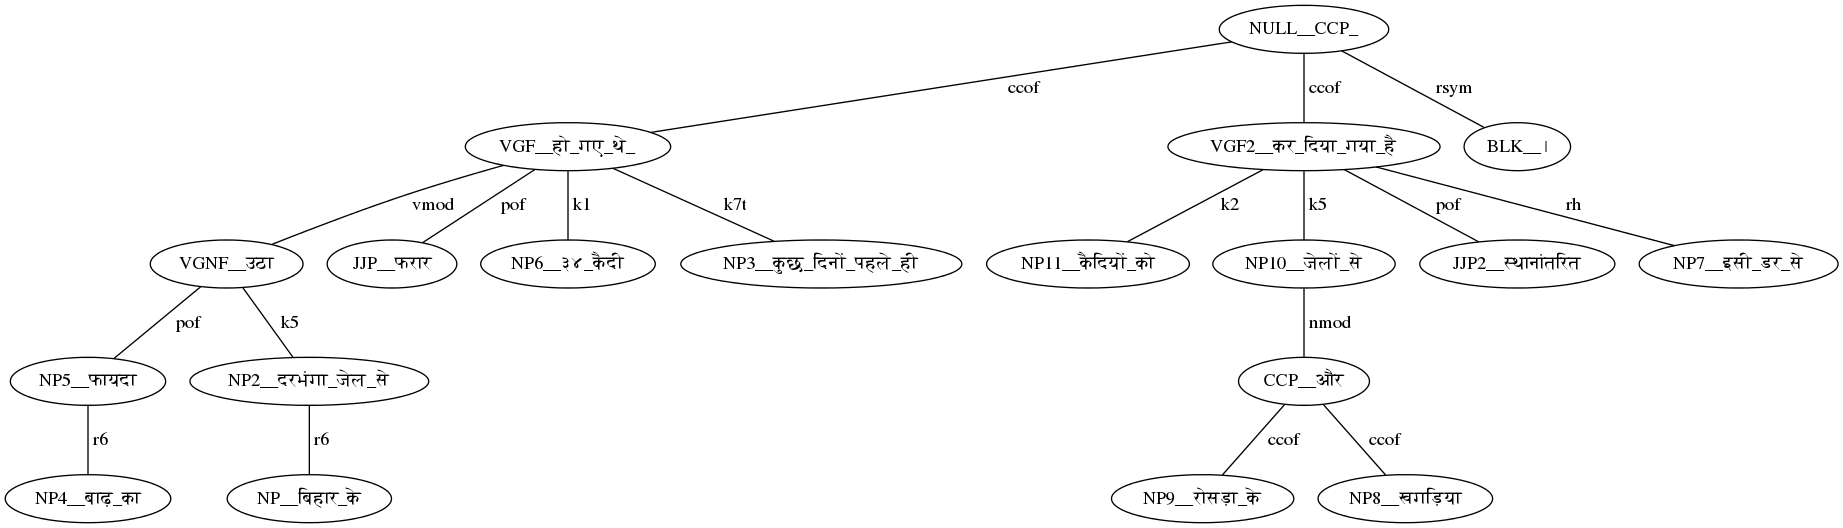 NULL__CCP_
ccof ccof rsym
VGF__हो_गए_थे_ VGF2__कर_दिया_गया_है BLK__।
vmod pof k1 k7t k2 k5 pof rh
VGNF__उठा JJP__फरार NP6__३४_कैदी NP3__कुछ_दिनों_पहले_ही NP11__कैदियों_को NP10__जेलों_से JJP2__स्थानांतरित NP7__इसी_डर_से
pof k5 nmod
NP5__फायदा NP2__दरभंगा_जेल_से CCP__और
r6 r6 ccof ccof
NP4__बाढ़_का NP__बिहार_के NP9__रोसड़ा_के NP8__खगड़िया